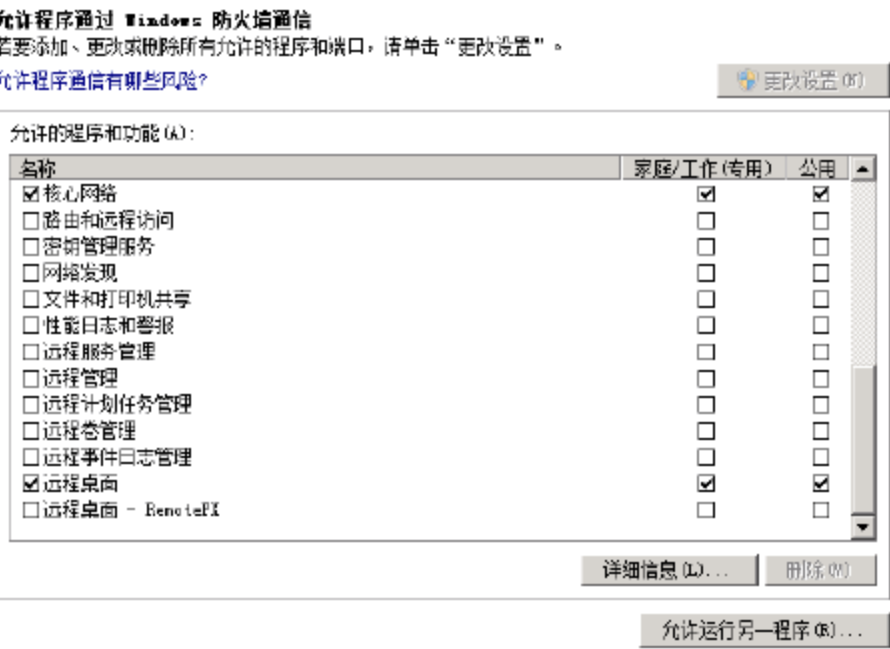 允许程序通过 Windows 防火墙通信
若要添加、更改或删除所有允许的程序和端口，请单击“更改设置”。
允许程序通信有哪些风险?
更改设置(N)
允许的程序和功能(A):
名称 家庭/工作(专用) 公用
核心网络
路由和远程访问
密钥管理服务
网络发现
文件和打印机共享
性能日志和警报
远程服务管理
远程管理
远程计划任务管理
远程卷管理
远程事件日志管理
远程桌面
远程桌面 - RemoteFX
详细信息(L)... 删除(M)
允许运行另一程序(R)...